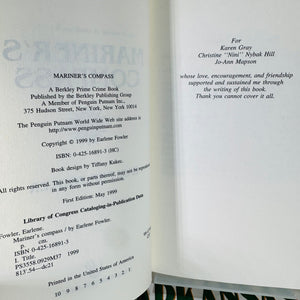 MARINER'S COMPASS
A Berkley Prime Crime Book
Published by the Berkley Publishing Group
A Member of Penguin Putnam Inc.,
375 Hudson Street, New York, New York 10014
The Penguin Putnam World Wide Web site address is
Copyright © 1999 by Earlene Fowler.
ISBN: 0-425-16891-3 (HC)
Book design by Tiffany Kukec.
All rights reserved. This book, or parts thereof, may not be reproduced
in any form without permission.
First Edition: May 1999
Library of Congress Cataloging-in-Publication Data
Fowler, Earlene.
Mariner's compass / by Earlene Fowler.
p. cm.
ISBN 0-425-16891-3
I. Title.
PS3558.O929M37 1999
813'.54—dc21
Printed in the United States of America
10 9 8 7 6 5 4 3 2 1
For
Karen Gray
Christine "Nini" Nybak Hill
Jo-Ann Mapson
whose love, encouragement, and friendship
supported and sustained me through
the writing of this book.
Thank you cannot cover it all.